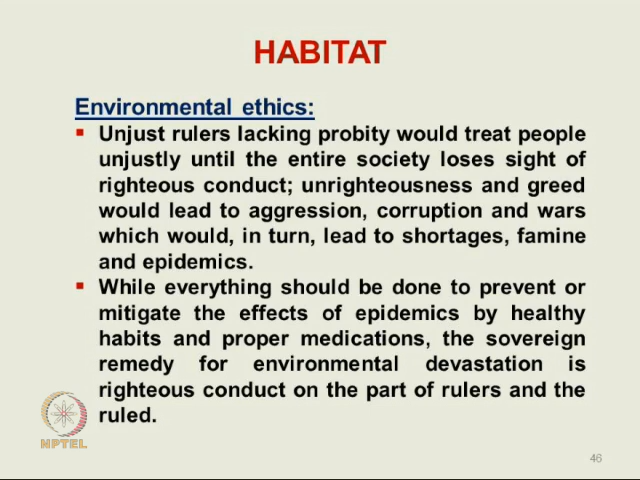 HABITAT
Environmental ethics:
▪ Unjust rulers lacking probity would treat people
unjustly until the entire society loses sight of
righteous conduct; unrighteousness and greed
would lead to aggression, corruption and wars
which would, in turn, lead to shortages, famine
and epidemics.
▪ While everything should be done to prevent or
mitigate the effects of epidemics by healthy
habits and proper medications, the sovereign
remedy for environmental devastation is
righteous conduct on the part of rulers and the
ruled.
NPTEL
46